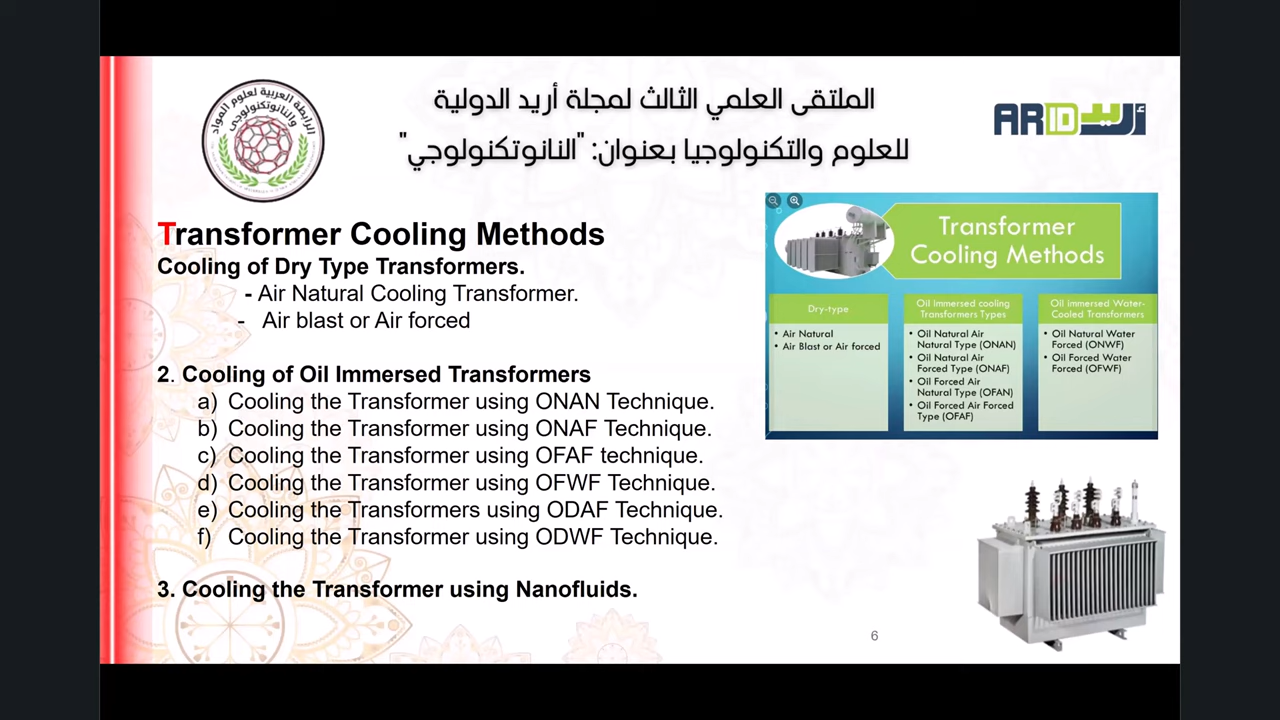 الرابطة العربية لعلوم المواد
والنانوتكنولوجي
الملتقى العلمي الثالث لمجلة أريد الدولية
للعلوم والتكنولوجيا بعنوان: "النانوتكنولوجي"
ARID أريد
Transformer Cooling Methods
Cooling of Dry Type Transformers.
- Air Natural Cooling Transformer.
- Air blast or Air forced
2. Cooling of Oil Immersed Transformers
a) Cooling the Transformer using ONAN Technique.
b) Cooling the Transformer using ONAF Technique.
c) Cooling the Transformer using OFAF technique.
d) Cooling the Transformer using OFWF Technique.
e) Cooling the Transformers using ODAF Technique.
f) Cooling the Transformer using ODWF Technique.
3. Cooling the Transformer using Nanofluids.
Transformer
Cooling Methods
Dry-type
• Air Natural
• Air Blast or Air forced
Oil immersed cooling
Transformers Types
• Oil Natural Air
Natural Type (ONAN)
• Oil Natural Air
Forced Type (ONAF)
• Oil Forced Air
Natural Type (OFAN)
• Oil Forced Air Forced
Type (OFAF)
Oil immersed Water-
Cooled Transformers
• Oil Natural Water
Forced (ONWF)
• Oil Forced Water
Forced (OFWF)
6